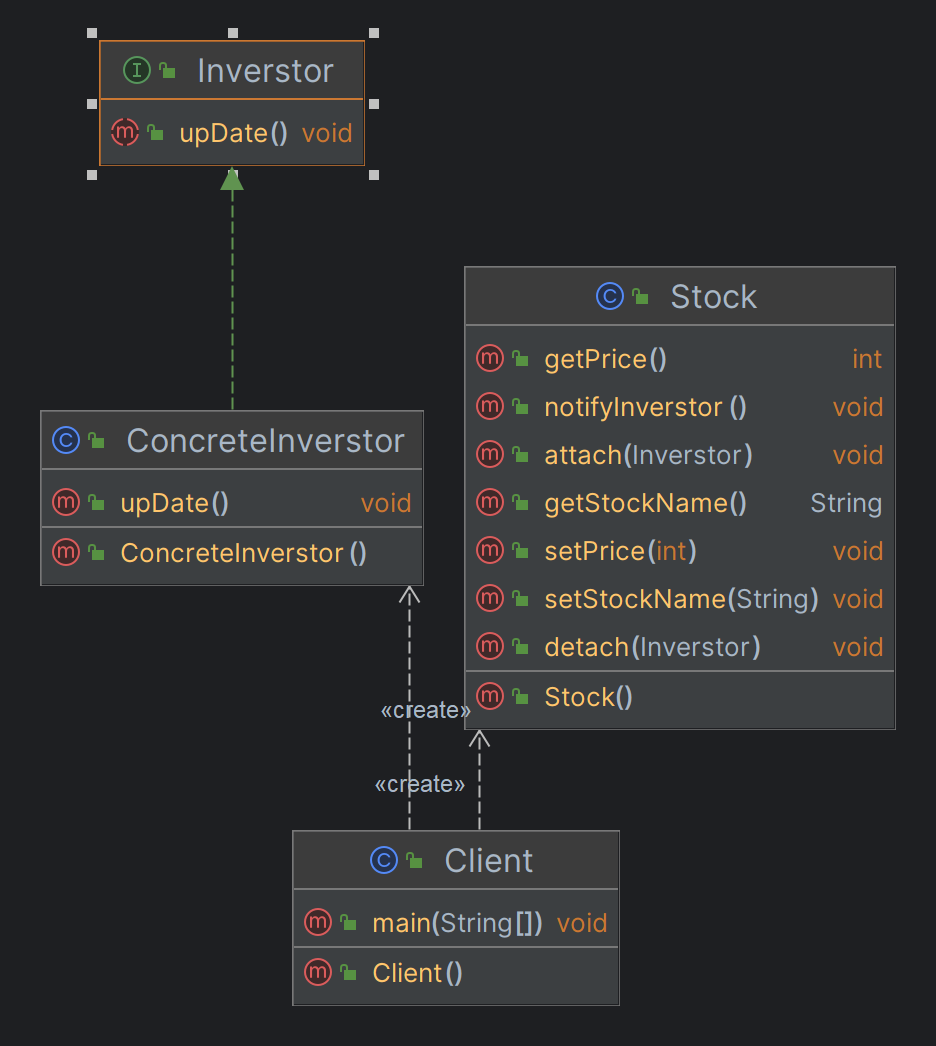 Inverstor
upDate() void
Stock
getPrice() int
notifyInverstor () void
attach(Inverstor) void
getStockName() String
setPrice(int) void
setStockName(String) void
detach(Inverstor) void
Stock()
ConcreteInverstor
upDate() void
ConcreteInverstor ()
«create»
«create»
Client
main(String[]) void
Client()